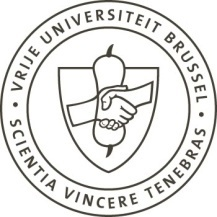 VRIJE UNIVERSITEIT BRUSSEL
SCIENTIA VINCERE TENEBRAS